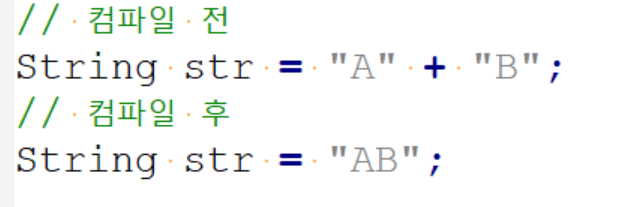 // 컴파일 전
String str = "A" + "B";
// 컴파일 후
String str = "AB";